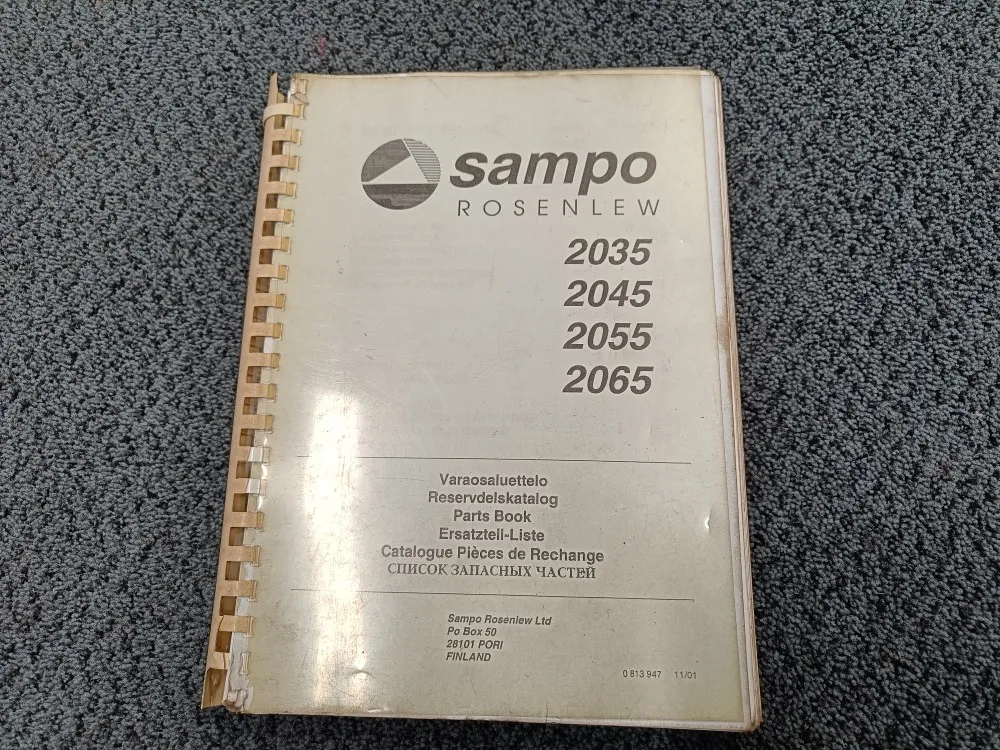 sampo
ROSENLEW
2035
2045
2055
2065
Varaosaluettelo
Reservdelskatalog
Parts Book
Ersatzteil-Liste
Catalogue Pièces de Rechange
СПИСОК ЗАПАСНЫХ ЧАСТЕЙ
Sampo Rosenlew Ltd
Po Box 50
28101 PORI
FINLAND
0 813 947 11/01